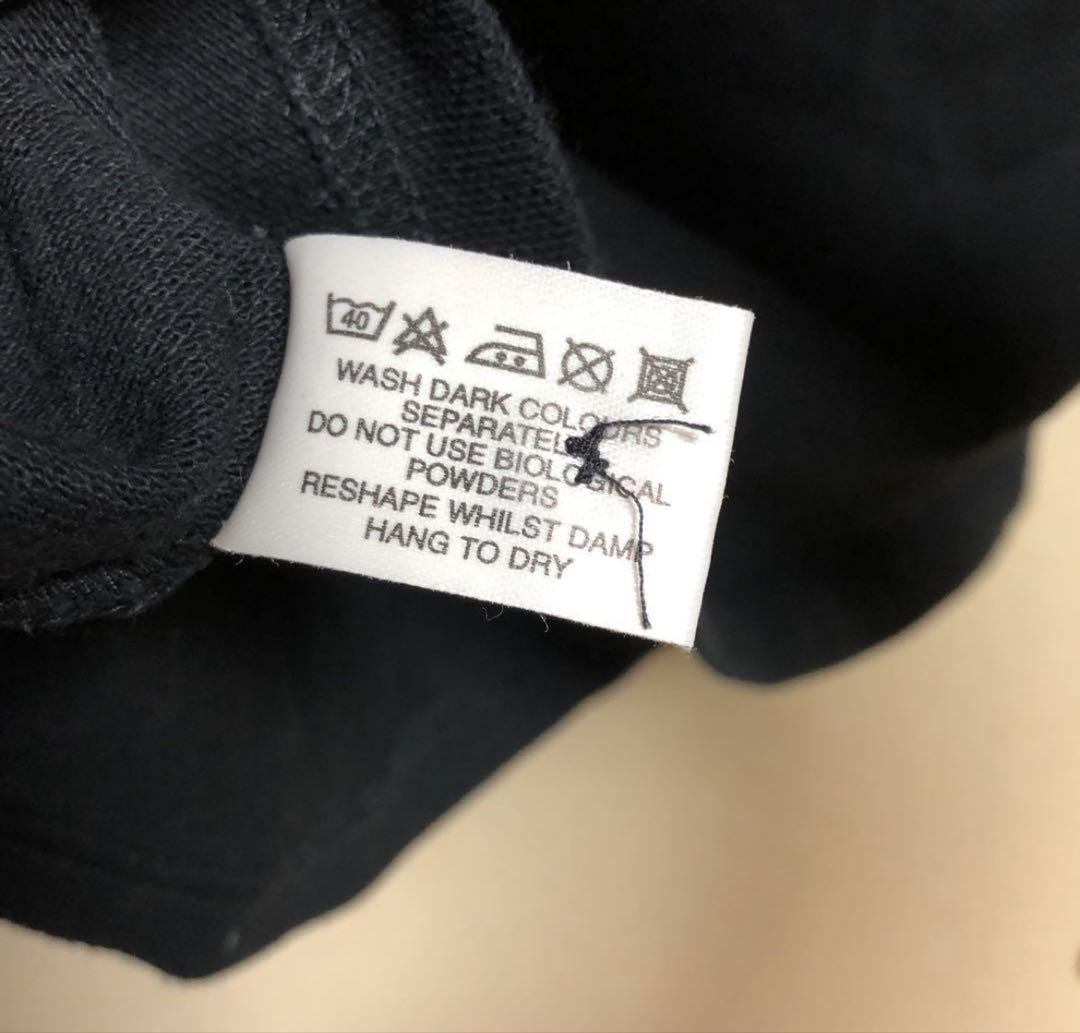 40
WASH DARK COLOURS
SEPARATELY
DO NOT USE BIOLOGICAL
POWDERS
RESHAPE WHILST DAMP
HANG TO DRY